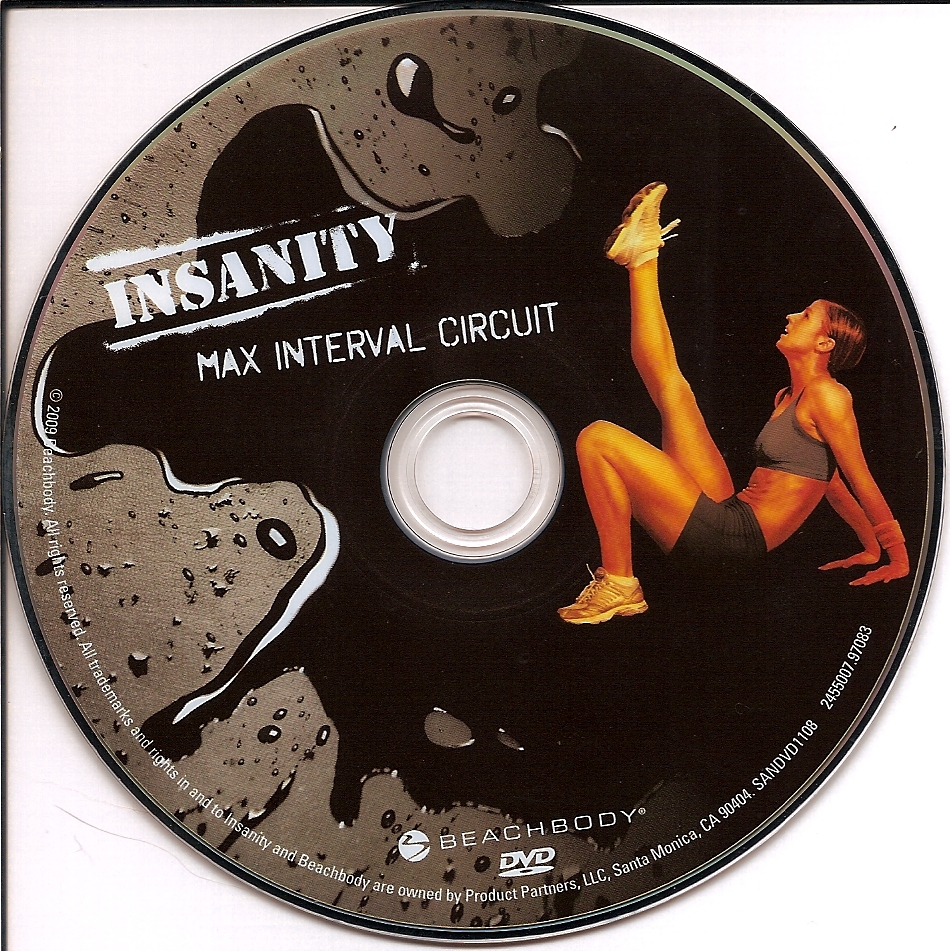 INSANITY
MAX INTERVAL CIRCUIT
BEACHBODY®
DVD
© 2009 Beachbody. All rights reserved. All trademarks and rights in and to Insanity and Beachbody are owned by Product Partners, LLC, Santa Monica, CA 90404. SANDVD1108 2455007.97083